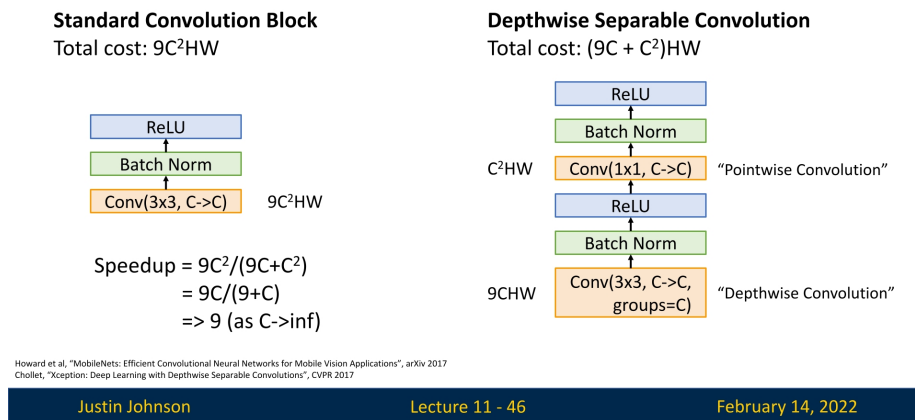 Standard Convolution Block
Total cost: 9C²HW
ReLU
Batch Norm
Conv(3x3, C->C)
9C²HW
Speedup = 9C²/(9C+C²)
= 9C/(9+C)
=> 9 (as C->inf)
Depthwise Separable Convolution
Total cost: (9C + C²)HW
ReLU
Batch Norm
C²HW
Conv(1x1, C->C)
"Pointwise Convolution"
ReLU
Batch Norm
9CHW
Conv(3x3, C->C,
groups=C)
"Depthwise Convolution"
Howard et al, "MobileNets: Efficient Convolutional Neural Networks for Mobile Vision Applications", arXiv 2017
Chollet, "Xception: Deep Learning with Depthwise Separable Convolutions", CVPR 2017
Justin Johnson
Lecture 11 - 46
February 14, 2022